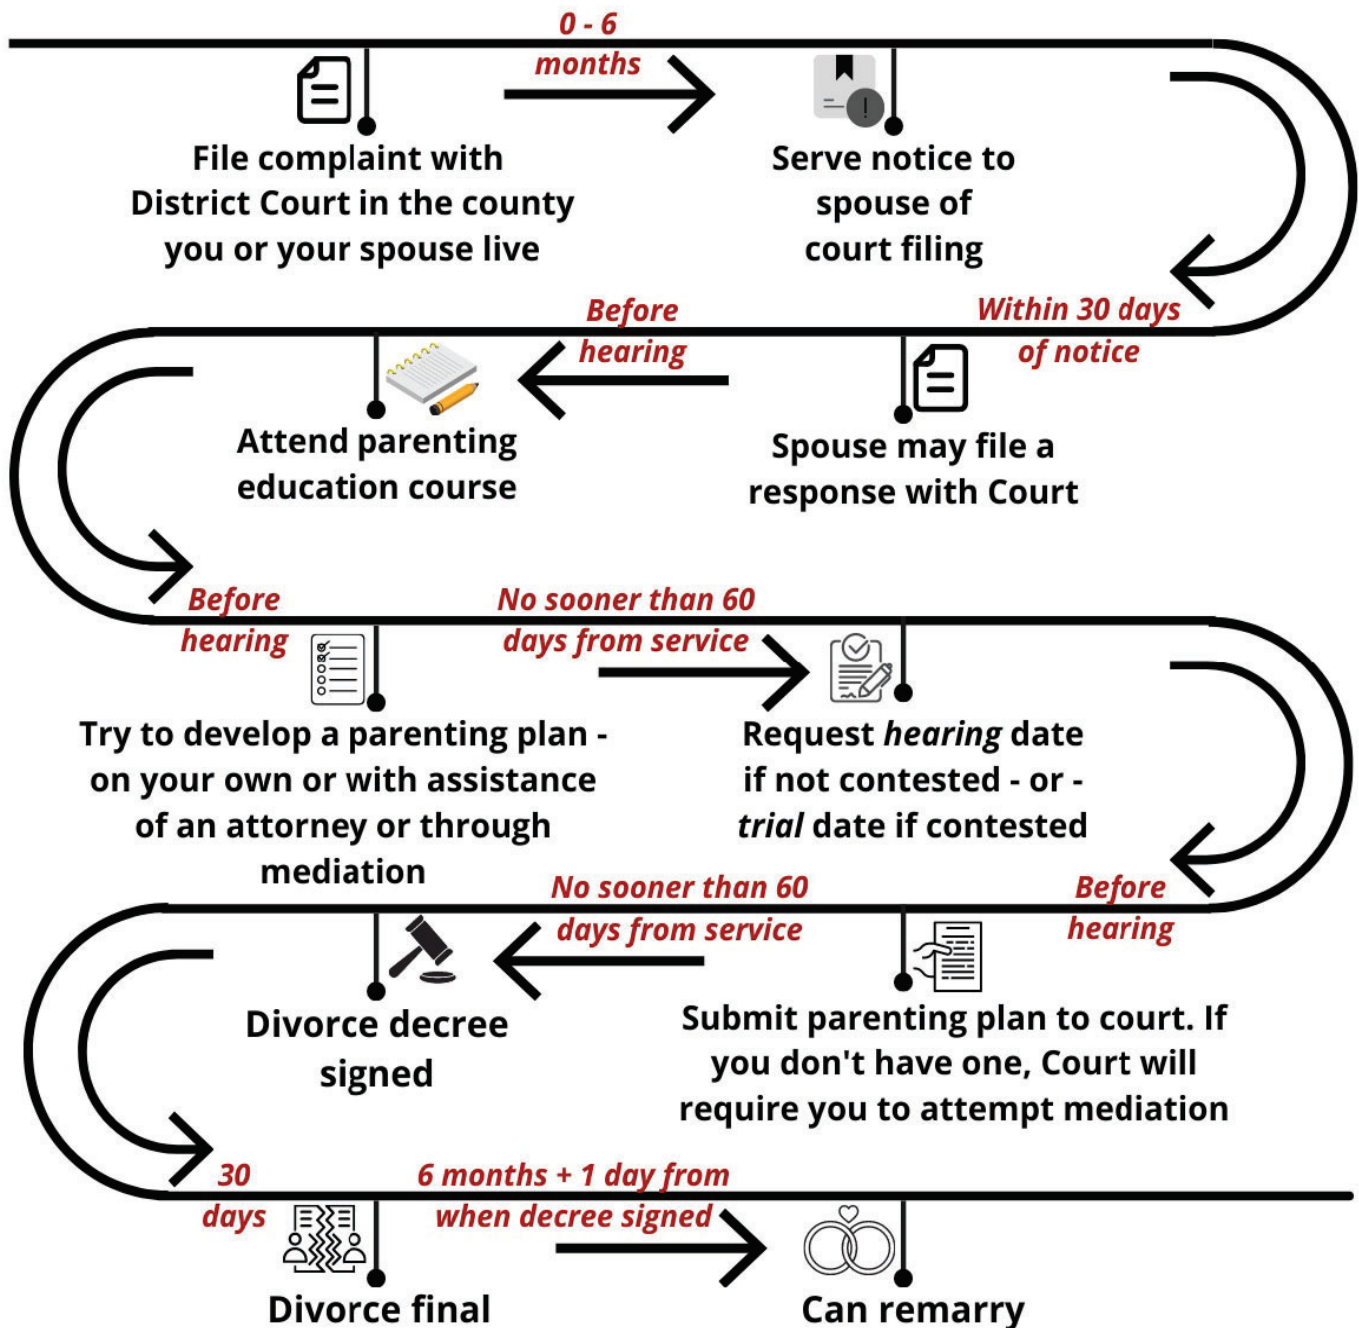 0 - 6
months
File complaint with
District Court in the county
you or your spouse live
Serve notice to
spouse of
court filing
Within 30 days
of notice
Spouse may file a
response with Court
Before
hearing
Attend parenting
education course
Before
hearing
Try to develop a parenting plan -
on your own or with assistance
of an attorney or through
mediation
No sooner than 60
days from service
Request hearing date
if not contested - or -
trial date if contested
Before
hearing
Submit parenting plan to court. If
you don't have one, Court will
require you to attempt mediation
No sooner than 60
days from service
Divorce decree
signed
30
days
Divorce final
6 months + 1 day from
when decree signed
Can remarry